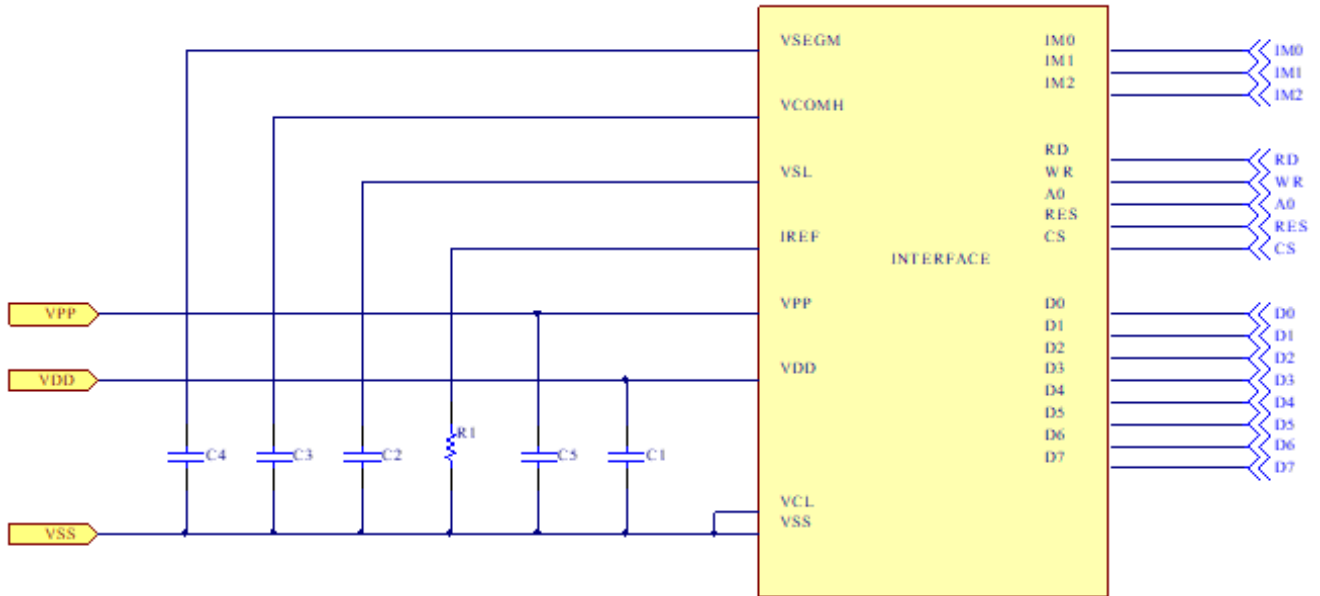 VSEGM
VCOMH
VSL
IREF
VPP
VDD
VCL
VSS
INTERFACE
IM0
IM1
IM2
RD
WR
A0
RES
CS
D0
D1
D2
D3
D4
D5
D6
D7
IM0
IM1
IM2
RD
WR
A0
RES
CS
D0
D1
D2
D3
D4
D5
D6
D7
VPP
VDD
VSS
C4
C3
C2
R1
C5
C1